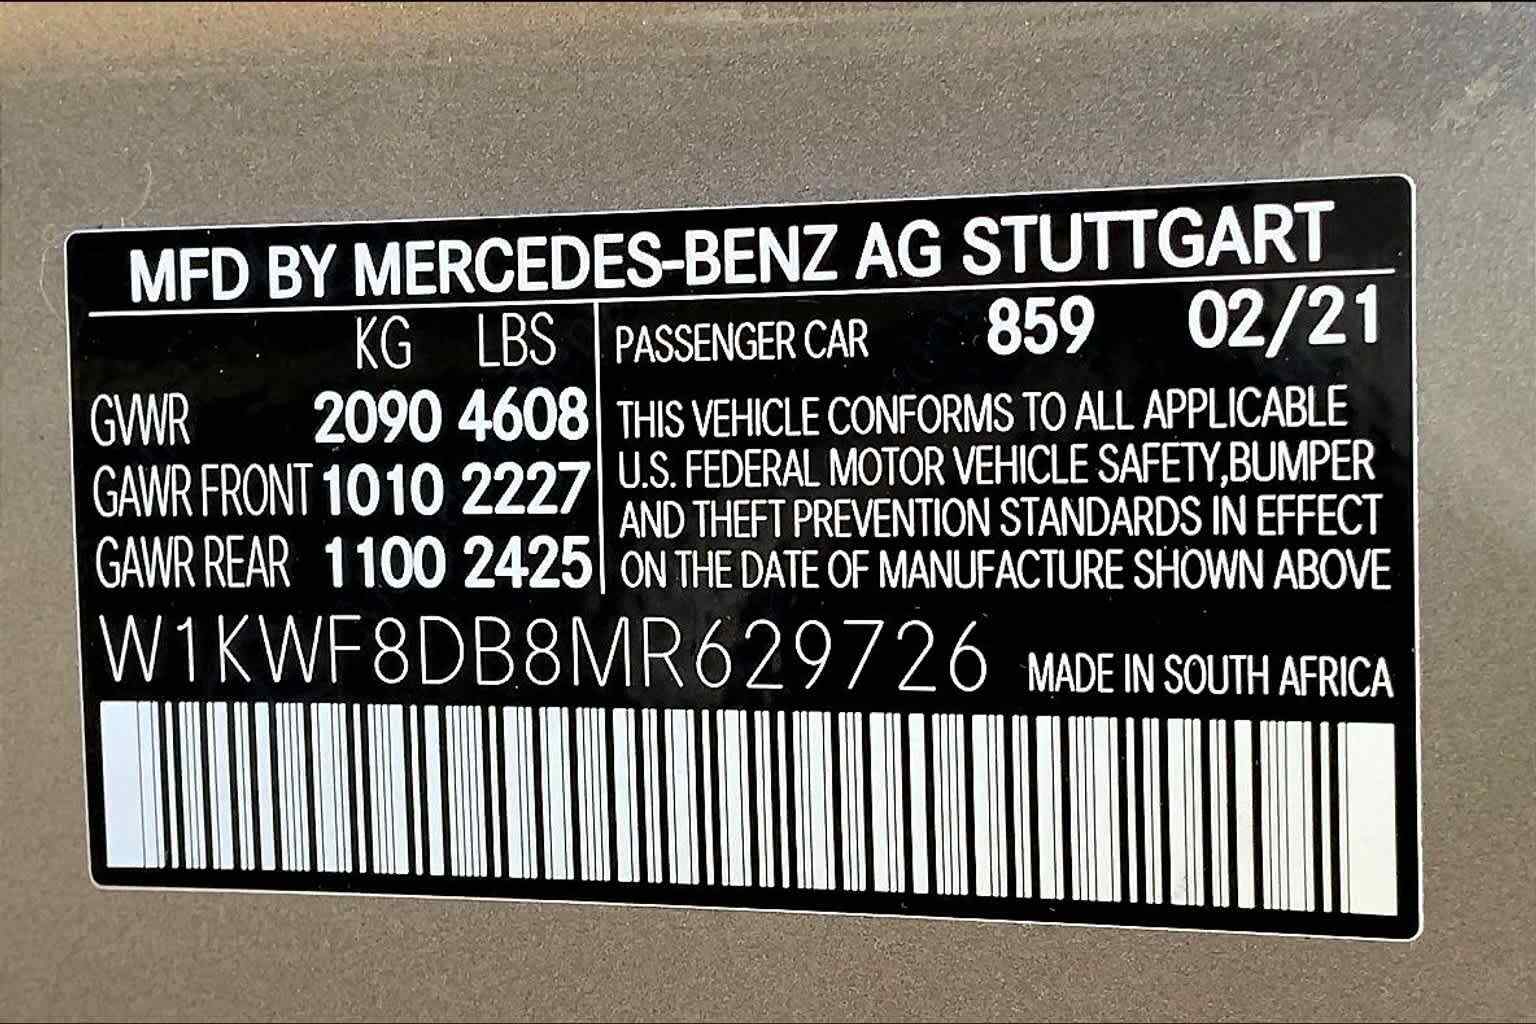 MFD BY MERCEDES-BENZ AG STUTTGART
KG LBS
GVWR 2090 4608
GAWR FRONT 1010 2227
GAWR REAR 1100 2425
PASSENGER CAR 859 02/21
THIS VEHICLE CONFORMS TO ALL APPLICABLE
U.S. FEDERAL MOTOR VEHICLE SAFETY,BUMPER
AND THEFT PREVENTION STANDARDS IN EFFECT
ON THE DATE OF MANUFACTURE SHOWN ABOVE
W1KWF8DB8MR629726 MADE IN SOUTH AFRICA